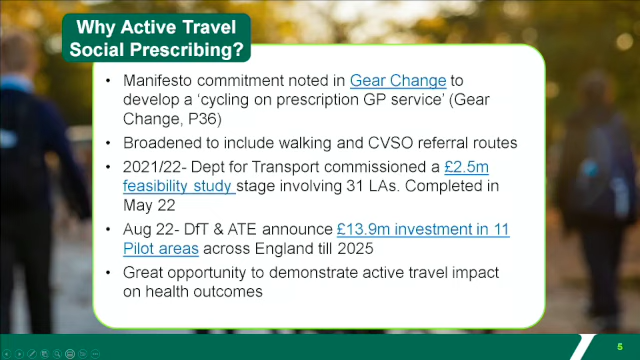 Why Active Travel
Social Prescribing?
• Manifesto commitment noted in Gear Change to
develop a ‘cycling on prescription GP service’ (Gear
Change, P36)
• Broadened to include walking and CVSO referral routes
• 2021/22- Dept for Transport commissioned a £2.5m
feasibility study stage involving 31 LAs. Completed in
May 22
• Aug 22- DfT & ATE announce £13.9m investment in 11
Pilot areas across England till 2025
• Great opportunity to demonstrate active travel impact
on health outcomes
5